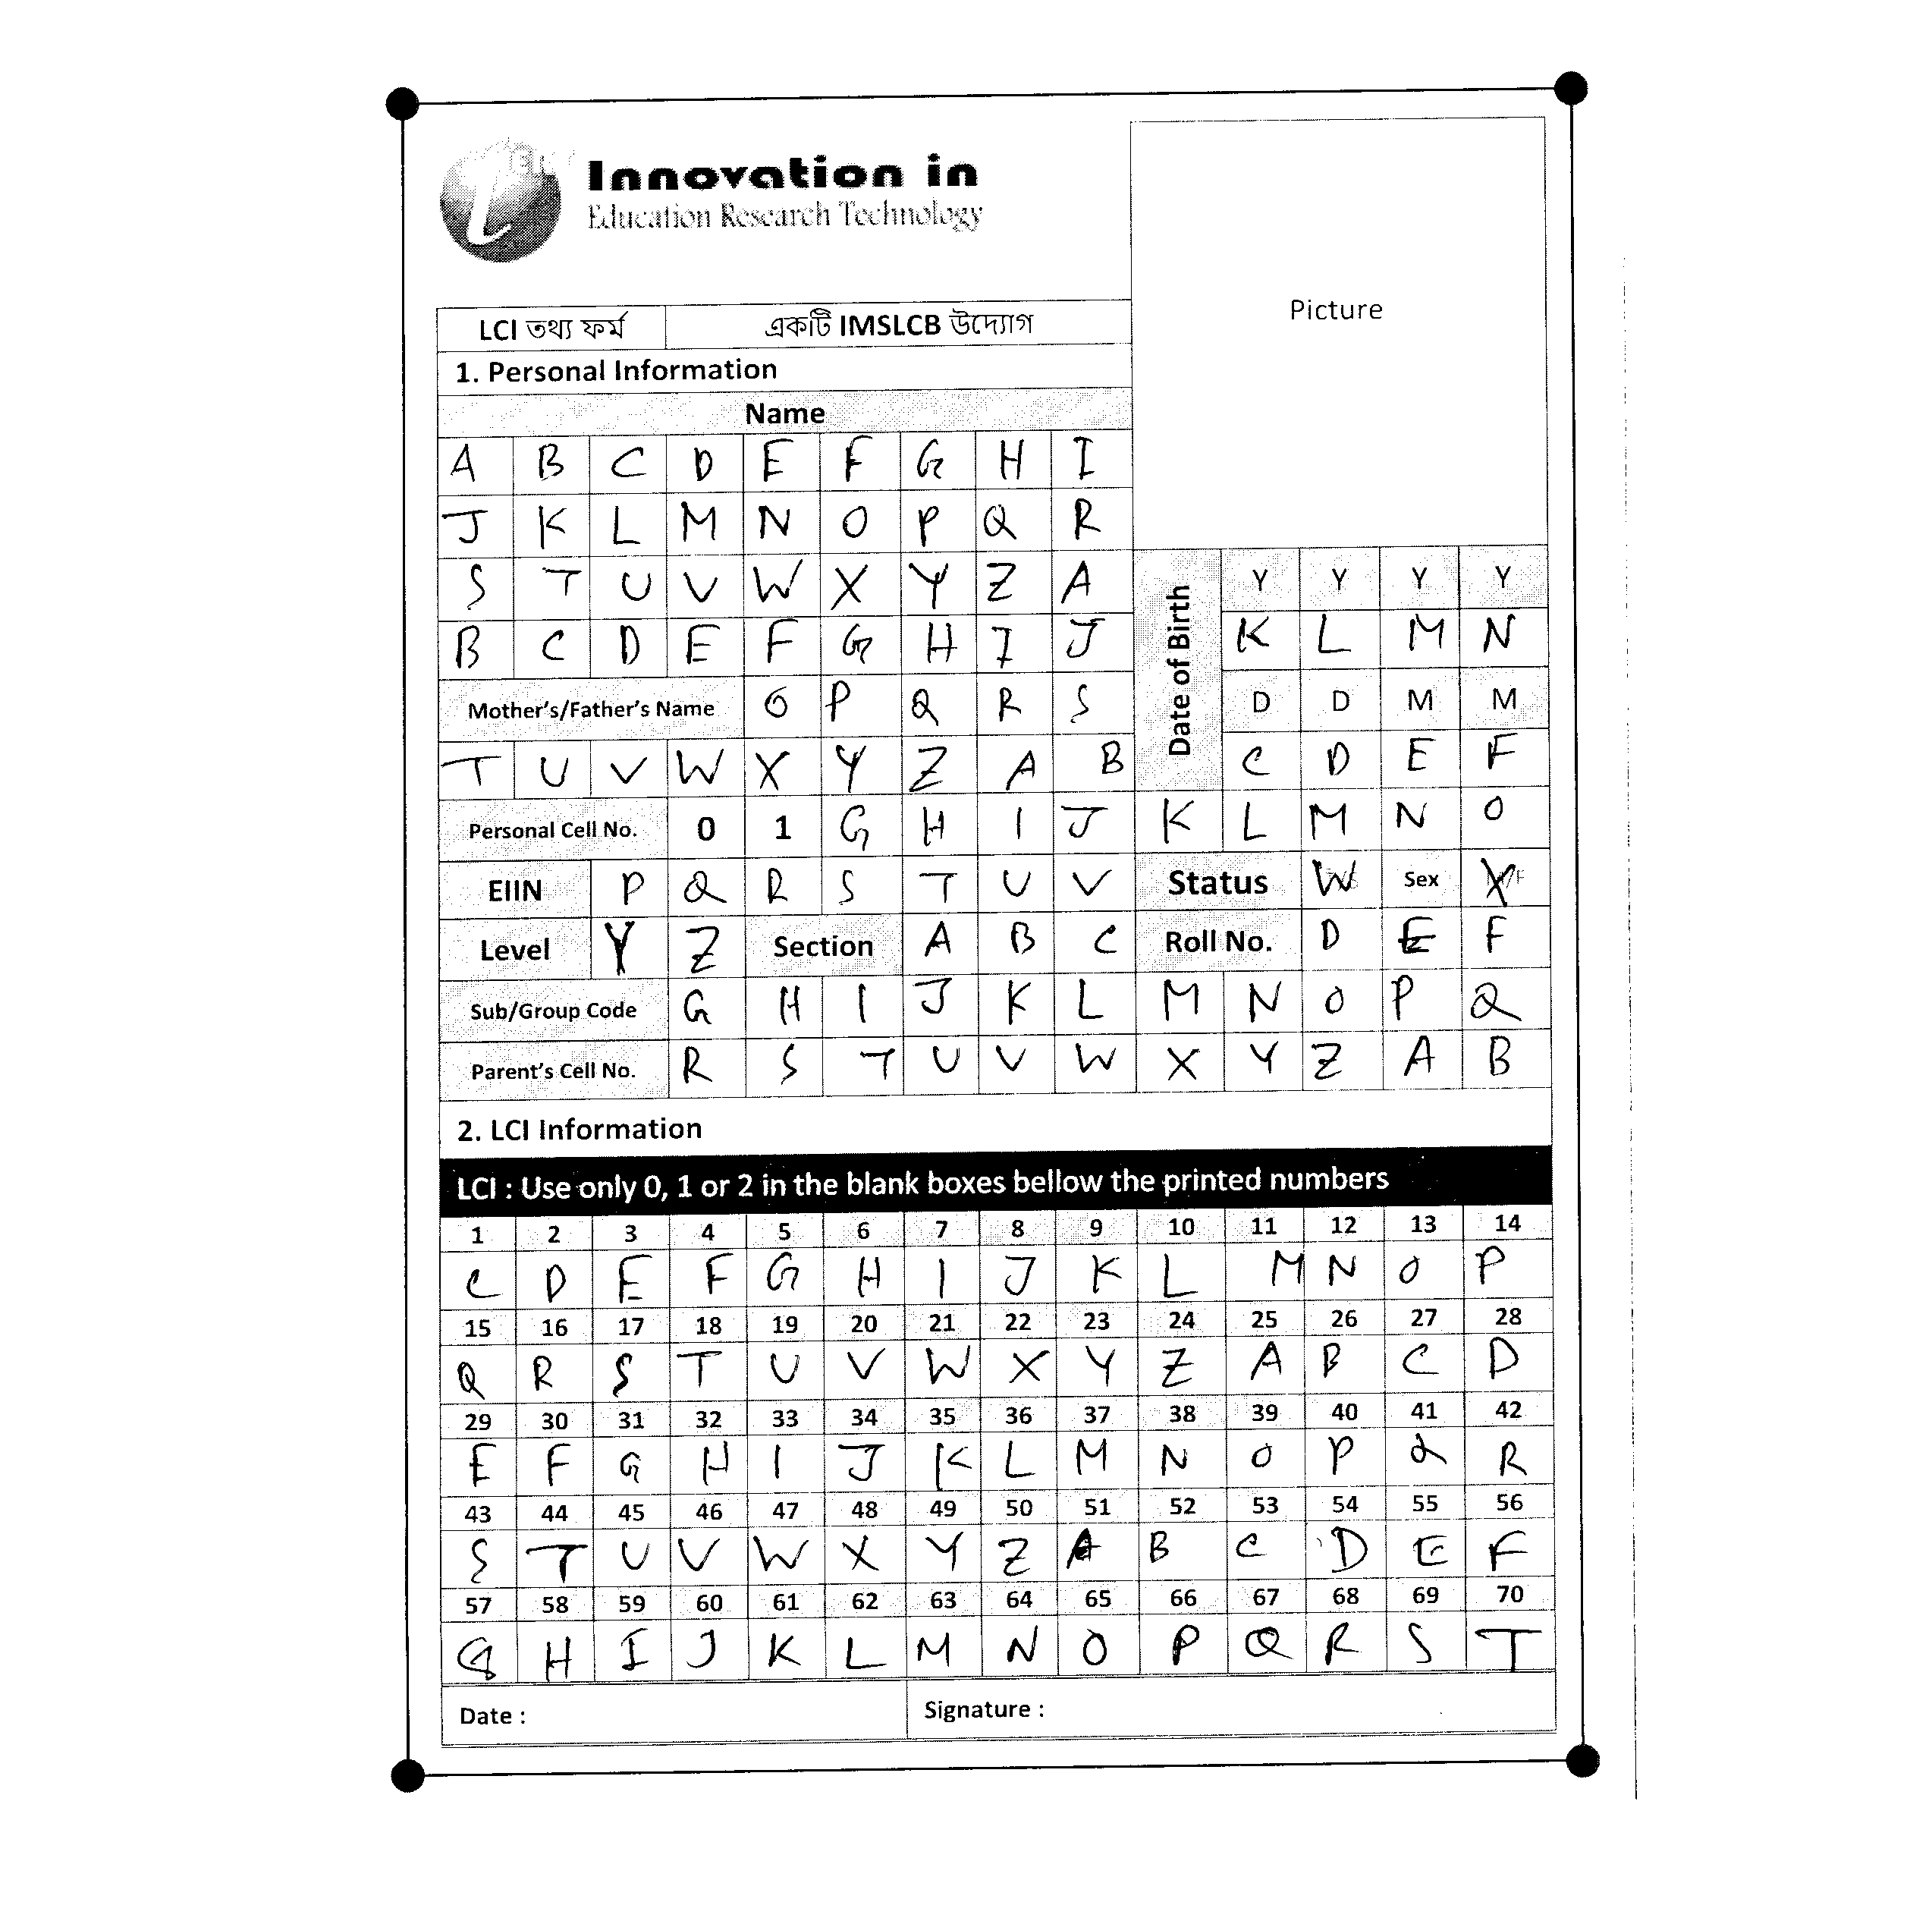 Innovation in
Education Research Technology
Picture
LCI তথ্য ফর্ম একটি IMSLCB উদ্যোগ
1. Personal Information
Name
A B C D E F G H I
J K L M N O P Q R
S T U V W X Y Z A
Date of Birth Y Y Y Y
B C D E F G H I J K L M N
Mother's/Father's Name O P Q R S D D M M
T U V W X Y Z A B C D E F
Personal Cell No. 0 1 G H I J K L M N O
EIIN P Q R S T U V Status W Sex X
Level Y Z Section A B C Roll No. D E F
Sub/Group Code G H I J K L M N O P Q
Parent's Cell No. R S T U V W X Y Z A B
2. LCI Information
LCI : Use only 0, 1 or 2 in the blank boxes bellow the printed numbers
1 2 3 4 5 6 7 8 9 10 11 12 13 14
C D E F G H I J K L M N O P
15 16 17 18 19 20 21 22 23 24 25 26 27 28
Q R S T U V W X Y Z A B C D
29 30 31 32 33 34 35 36 37 38 39 40 41 42
E F G H I J K L M N O P Q R
43 44 45 46 47 48 49 50 51 52 53 54 55 56
S T U V W X Y Z A B C D E F
57 58 59 60 61 62 63 64 65 66 67 68 69 70
G H I J K L M N O P Q R S T
Date : Signature :